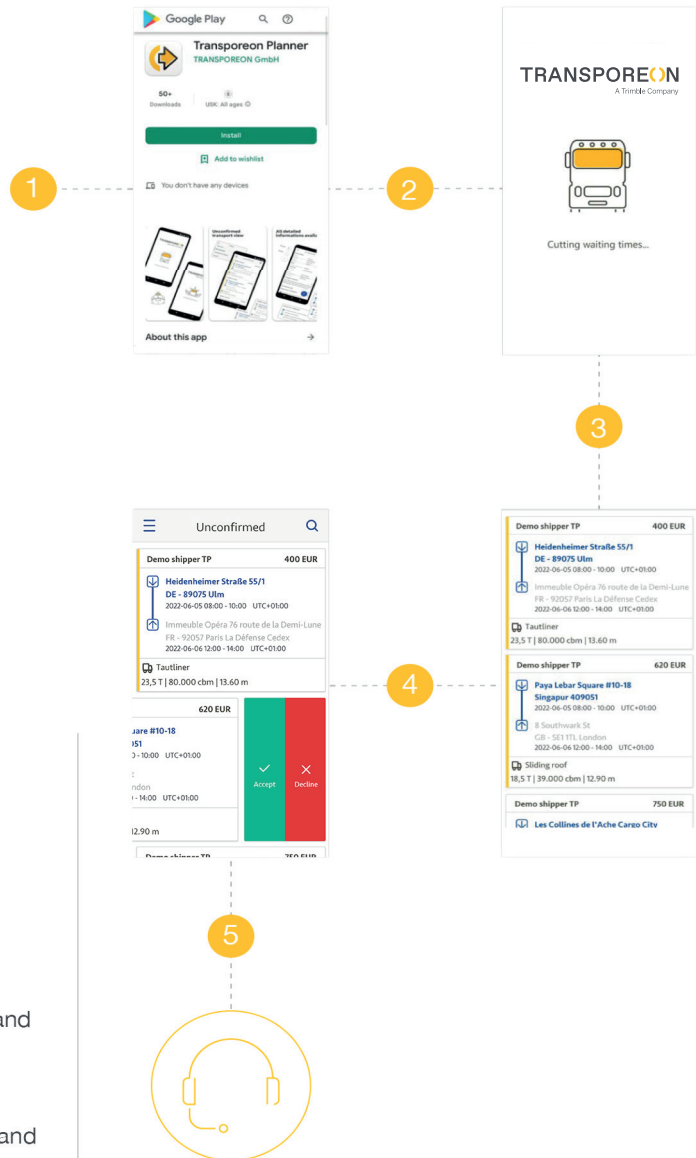 Google Play
Transporeon Planner
TRANSPOREON GmbH
50+
Downloads
USK: All ages
Install
Add to wishlist
You don't have any devices
Unconfirmed
transport view
All detailed
informations
About this app
1
2
TRANSPOREON
A Trimble Company
Cutting waiting times...
3
Demo shipper TP 400 EUR
Heidenheimer Straße 55/1
DE - 89075 Ulm
2022-06-05 08:00 - 10:00 UTC+01:00
Immeuble Opéra 76 route de la Demi-Lune
FR - 92057 Paris La Défense Cedex
2022-06-06 12:00 - 14:00 UTC+01:00
Tautliner
23,5 T | 80.000 cbm | 13.60 m
Demo shipper TP 620 EUR
Paya Lebar Square #10-18
Singapur 409051
2022-06-05 08:00 - 10:00 UTC+01:00
8 Southwark St
GB - SE1 1TL London
2022-06-06 12:00 - 14:00 UTC+01:00
Sliding roof
18,5 T | 39.000 cbm | 12.90 m
Demo shipper TP 750 EUR
Les Collines de l'Ache Cargo City
4
Unconfirmed
Demo shipper TP 400 EUR
Heidenheimer Straße 55/1
DE - 89075 Ulm
2022-06-05 08:00 - 10:00 UTC+01:00
Immeuble Opéra 76 route de la Demi-Lune
FR - 92057 Paris La Défense Cedex
2022-06-06 12:00 - 14:00 UTC+01:00
Tautliner
23,5 T | 80.000 cbm | 13.60 m
620 EUR
uare #10-18
051
0 - 10:00 UTC+01:00
ndon
- 14:00 UTC+01:00
12.90 m
Accept
Decline
Demo shipper TP 750 EUR
5
and
and